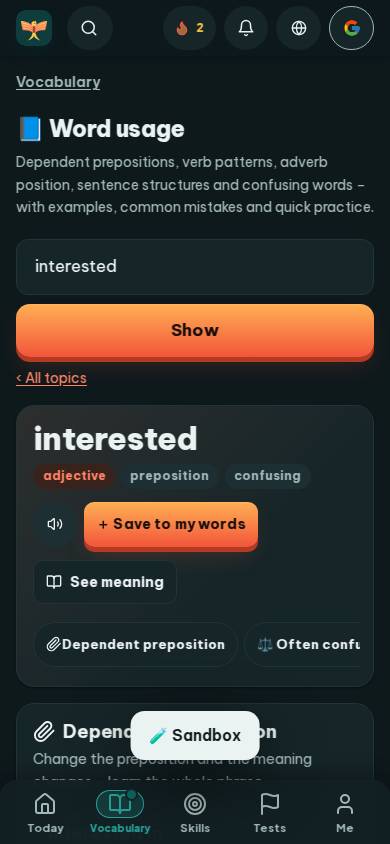 2
Vocabulary
Word usage
Dependent prepositions, verb patterns, adverb
position, sentence structures and confusing words –
with examples, common mistakes and quick practice.
interested
Show
‹ All topics
interested
adjective preposition confusing
+ Save to my words
See meaning
Dependent preposition Often confu
Sandbox
Change the preposition and the meaning
Today Vocabulary Skills Tests Me